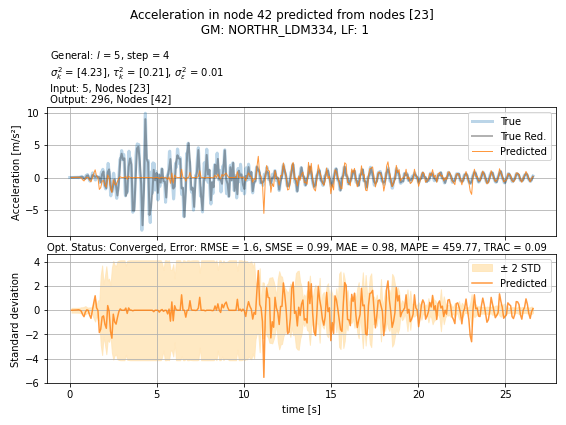 Acceleration in node 42 predicted from nodes [23]
GM: NORTHR_LDM334, LF: 1
General: l = 5, step = 4
σ²ₖ = [4.23], τ²ₖ = [0.21], σ²ε = 0.01
Input: 5, Nodes [23]
Output: 296, Nodes [42]
10
5
0
−5
Acceleration [m/s²]
True
True Red.
Predicted
Opt. Status: Converged, Error: RMSE = 1.6, SMSE = 0.99, MAE = 0.98, MAPE = 459.77, TRAC = 0.09
4
2
0
−2
−4
−6
Standard deviation
± 2 STD
Predicted
0 5 10 15 20 25
time [s]